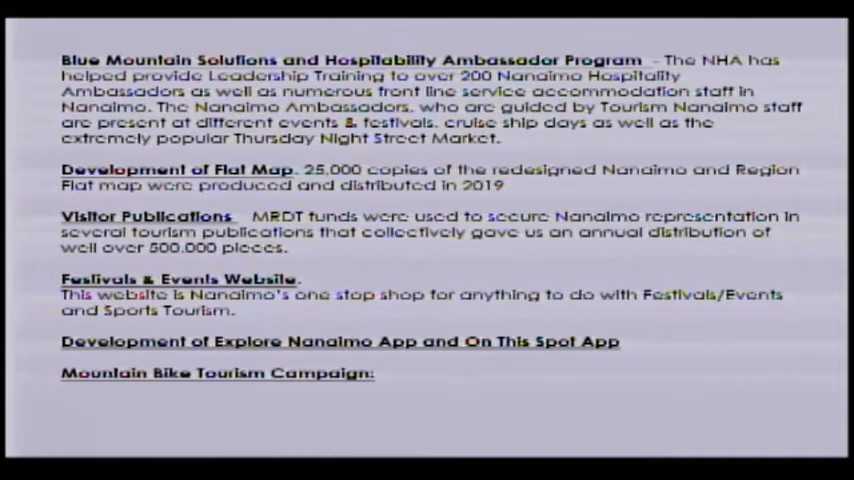 Blue Mountain Solutions and Hospitability Ambassador Program - The NHA has
helped provide Leadership Training to over 200 Nanaimo Hospitality
Ambassadors as well as numerous front line service accommodation staff in
Nanaimo. The Nanaimo Ambassadors, who are guided by Tourism Nanaimo staff
are present at different events & festivals, cruise ship days as well as the
extremely popular Thursday Night Street Market.
Development of Flat Map. 25,000 copies of the redesigned Nanaimo and Region
Flat map were produced and distributed in 2019
Visitor Publications MRDT funds were used to secure Nanaimo representation in
several tourism publications that collectively gave us an annual distribution of
well over 500,000 pieces.
Festivals & Events Website.
This website is Nanaimo's one stop shop for anything to do with Festivals/Events
and Sports Tourism.
Development of Explore Nanaimo App and On This Spot App
Mountain Bike Tourism Campaign: